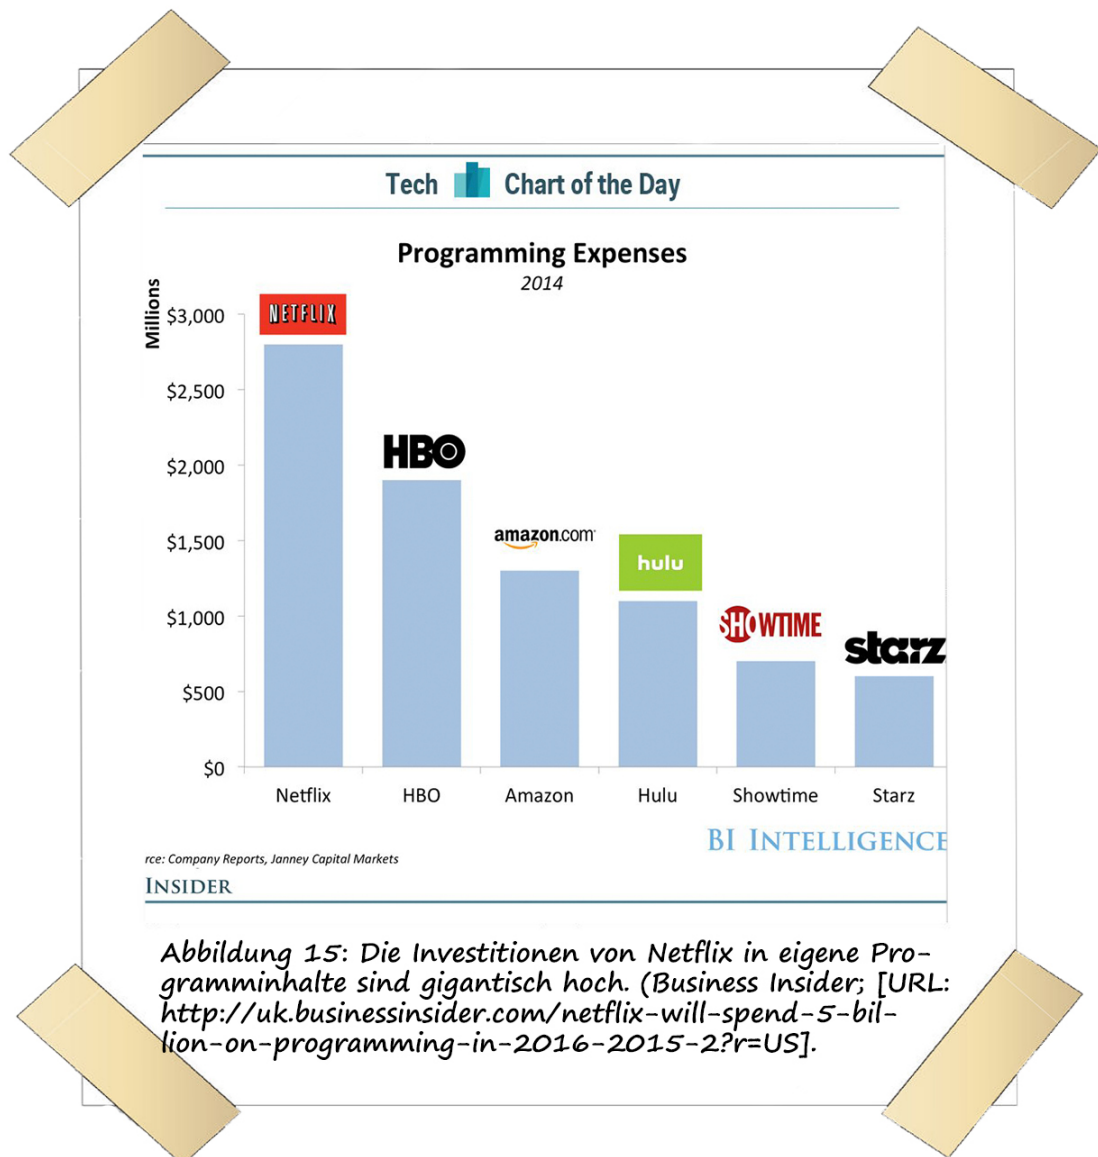 Tech Chart of the Day
Programming Expenses
2014
Millions
$3,000
$2,500
$2,000
$1,500
$1,000
$500
$0
NETFLIX
HBO
amazon.com
hulu
SHOWTIME
starz
Netflix HBO Amazon Hulu Showtime Starz
BI INTELLIGENCE
rce: Company Reports, Janney Capital Markets
INSIDER
Abbildung 15: Die Investitionen von Netflix in eigene Pro-
gramminhalte sind gigantisch hoch. (Business Insider; [URL:
http://uk.businessinsider.com/netflix-will-spend-5-bil-
lion-on-programming-in-2016-2015-2?r=US].